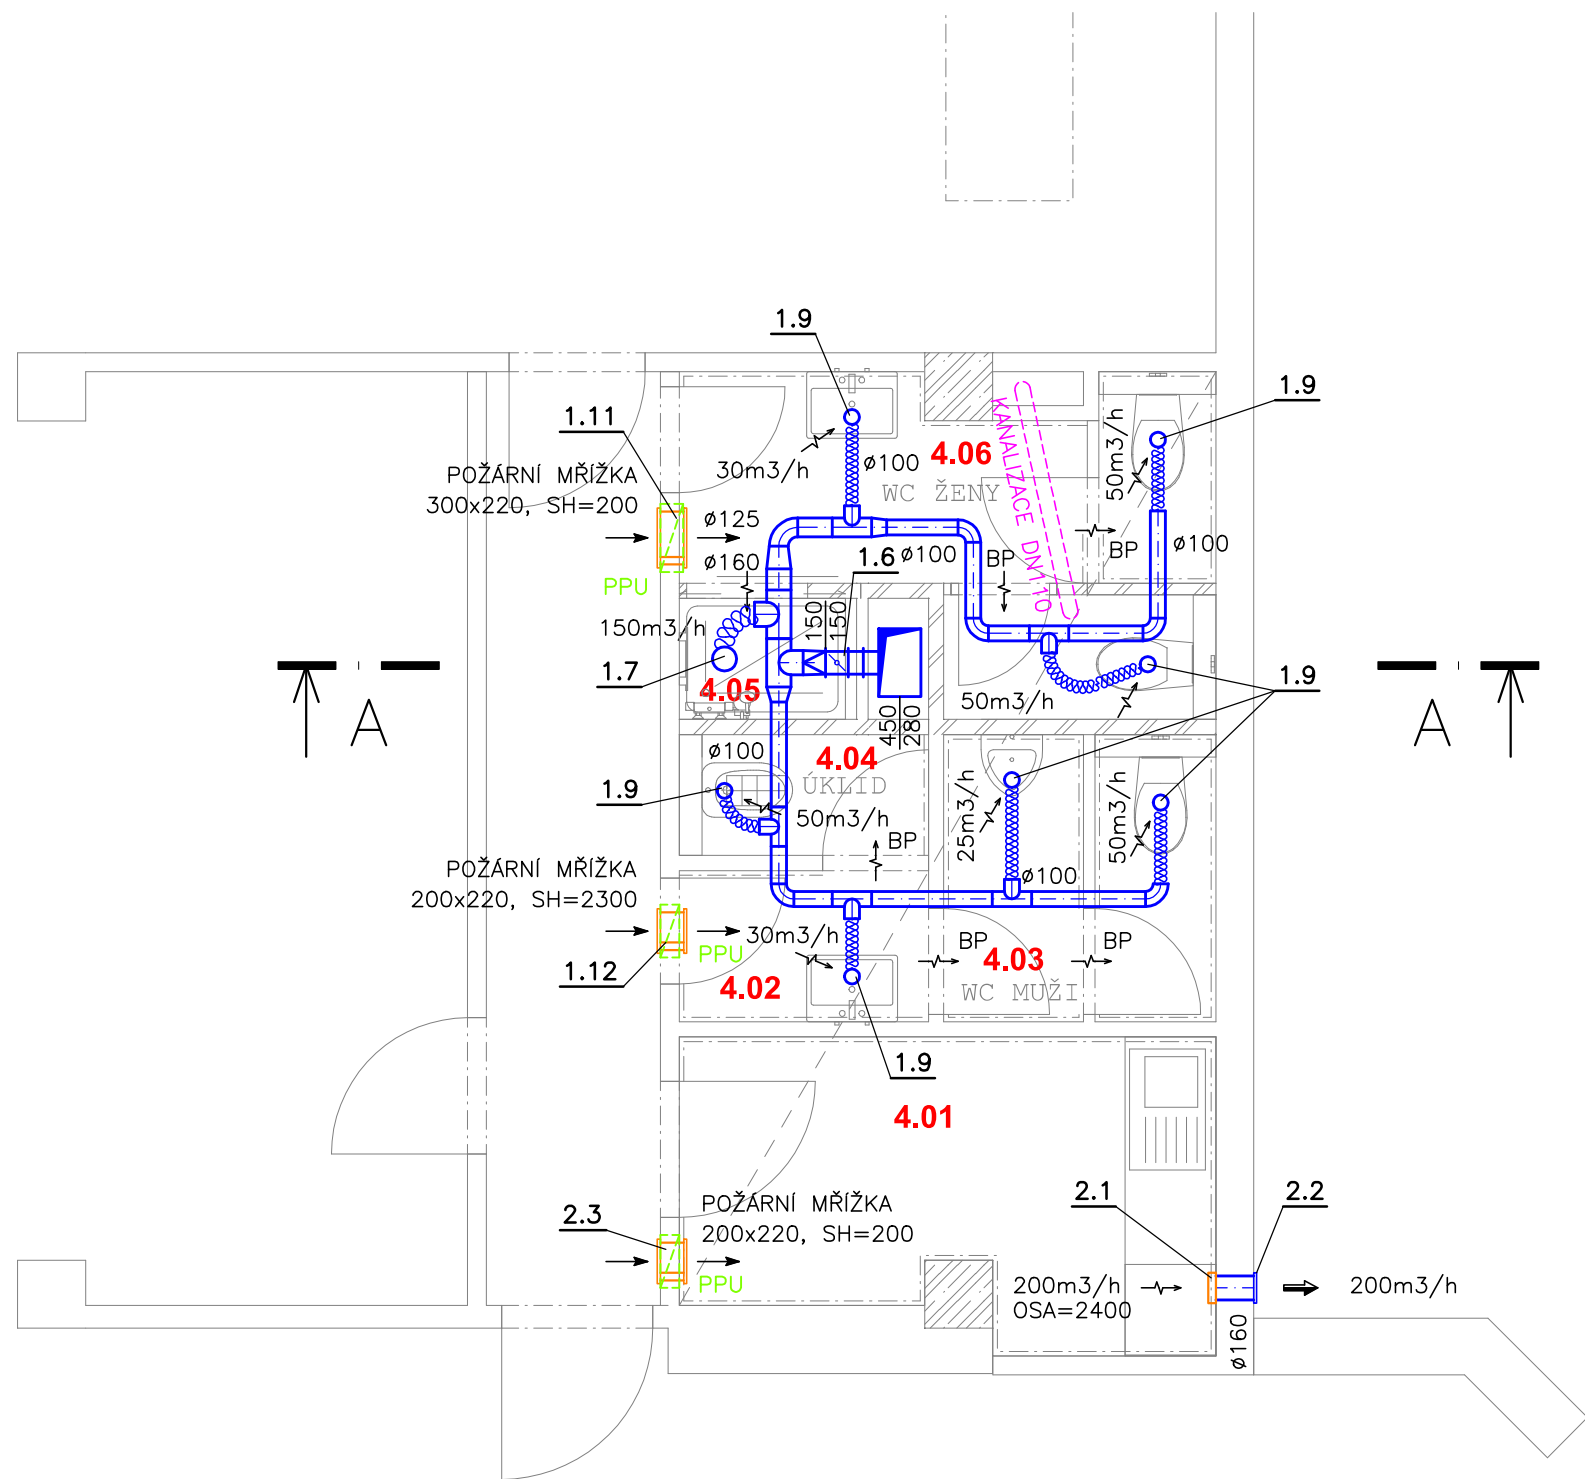 1.9
1.9
1.11
POŽÁRNÍ MŘÍŽKA
300x220, SH=200
30m3/h
ø100
4.06
WC ŽENY
KANALIZACE DN110
50m3/h
ø125
ø160
ø100
1.6
BP
BP
ø100
PPU
150m3/h
150
150
1.7
4.05
50m3/h
1.9
A
A
450
280
ø100
4.04
ÚKLID
1.9
50m3/h
25m3/h
50m3/h
BP
POŽÁRNÍ MŘÍŽKA
200x220, SH=2300
ø100
30m3/h
PPU
BP
4.03
BP
1.12
4.02
WC MUŽI
1.9
4.01
POŽÁRNÍ MŘÍŽKA
200x220, SH=200
2.3
2.1
2.2
PPU
200m3/h
OSA=2400
200m3/h
ø160